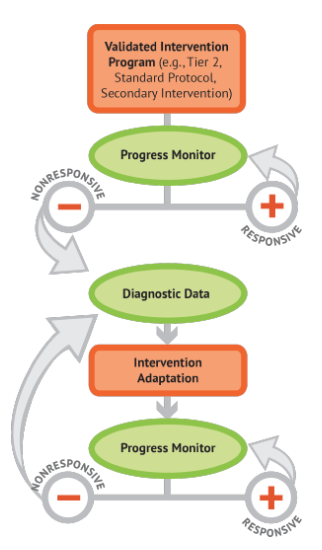 Validated Intervention
Program (e.g., Tier 2,
Standard Protocol,
Secondary Intervention)
Progress Monitor
NONRESPONSIVE
−
+
RESPONSIVE
Diagnostic Data
Intervention
Adaptation
Progress Monitor
NONRESPONSIVE
−
+
RESPONSIVE